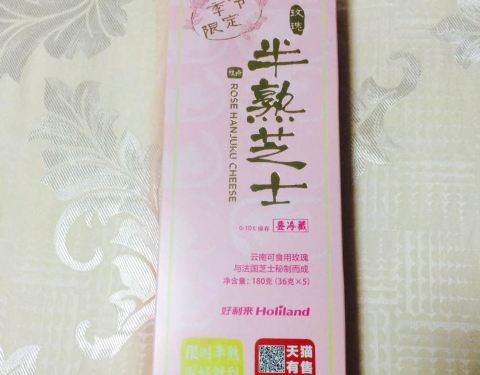 季节
限定
玫瑰
半熟芝士
ROSE HANJUKU CHEESE
0-10℃保存 要冷藏
云南可食用玫瑰
与法国芝士秘制而成
净含量：180克（36克×5）
好利来 Holiland
天猫
有售